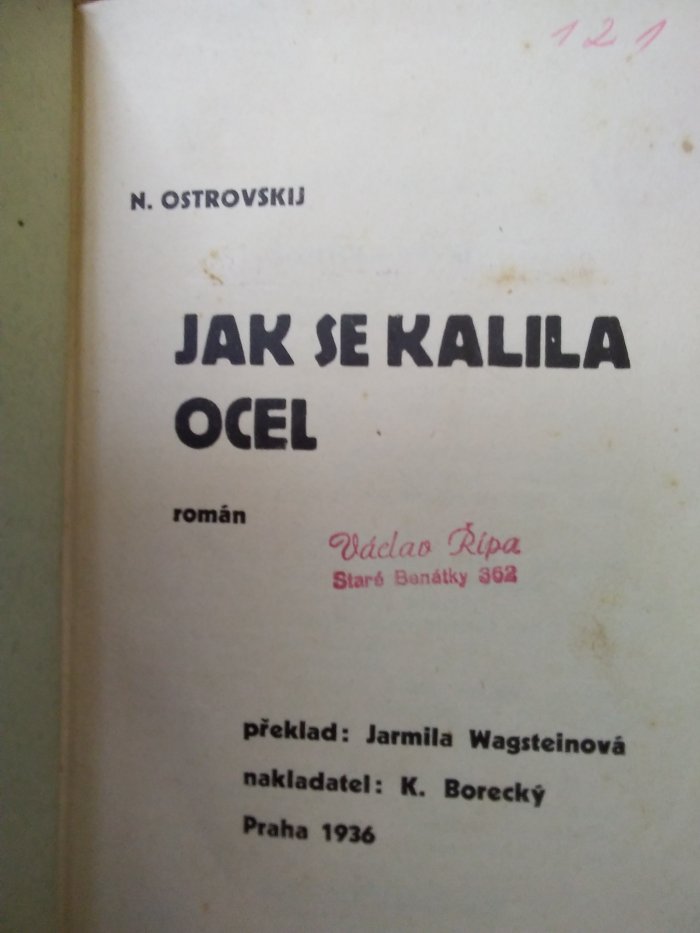 121
N. OSTROVSKIJ
JAK SE KALILA
OCEL
román
Václav Řípa
Staré Benátky 362
překlad: Jarmila Wagsteinová
nakladatel: K. Borecký
Praha 1936